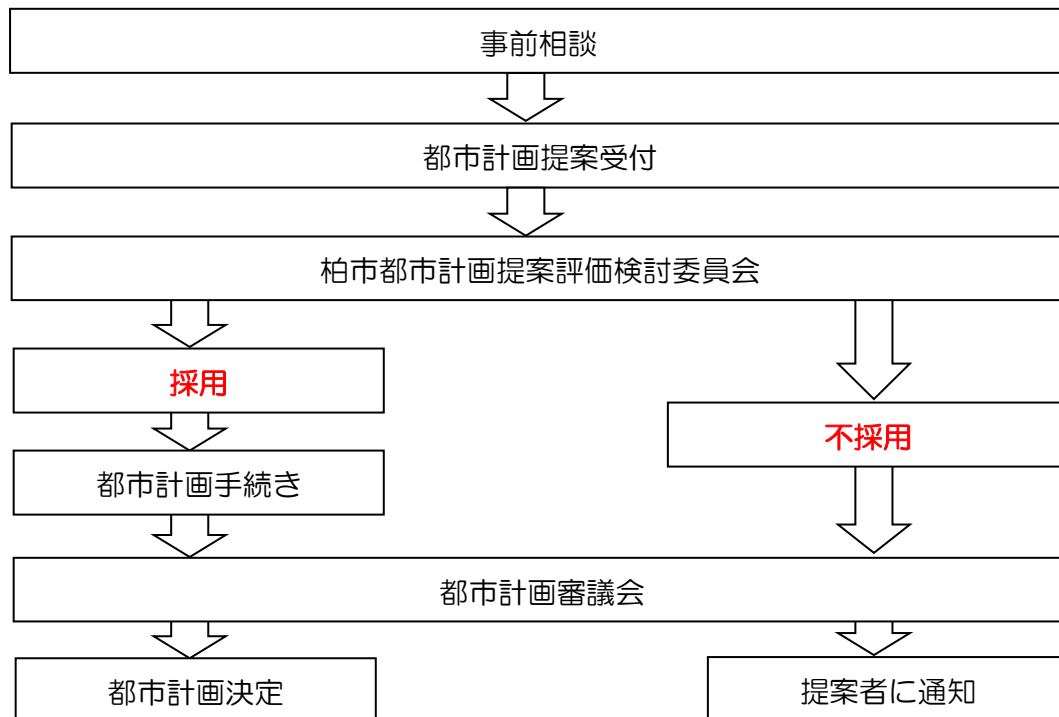 事前相談
都市計画提案受付
柏市都市計画提案評価検討委員会
採用
不採用
都市計画手続き
都市計画審議会
都市計画決定
提案者に通知